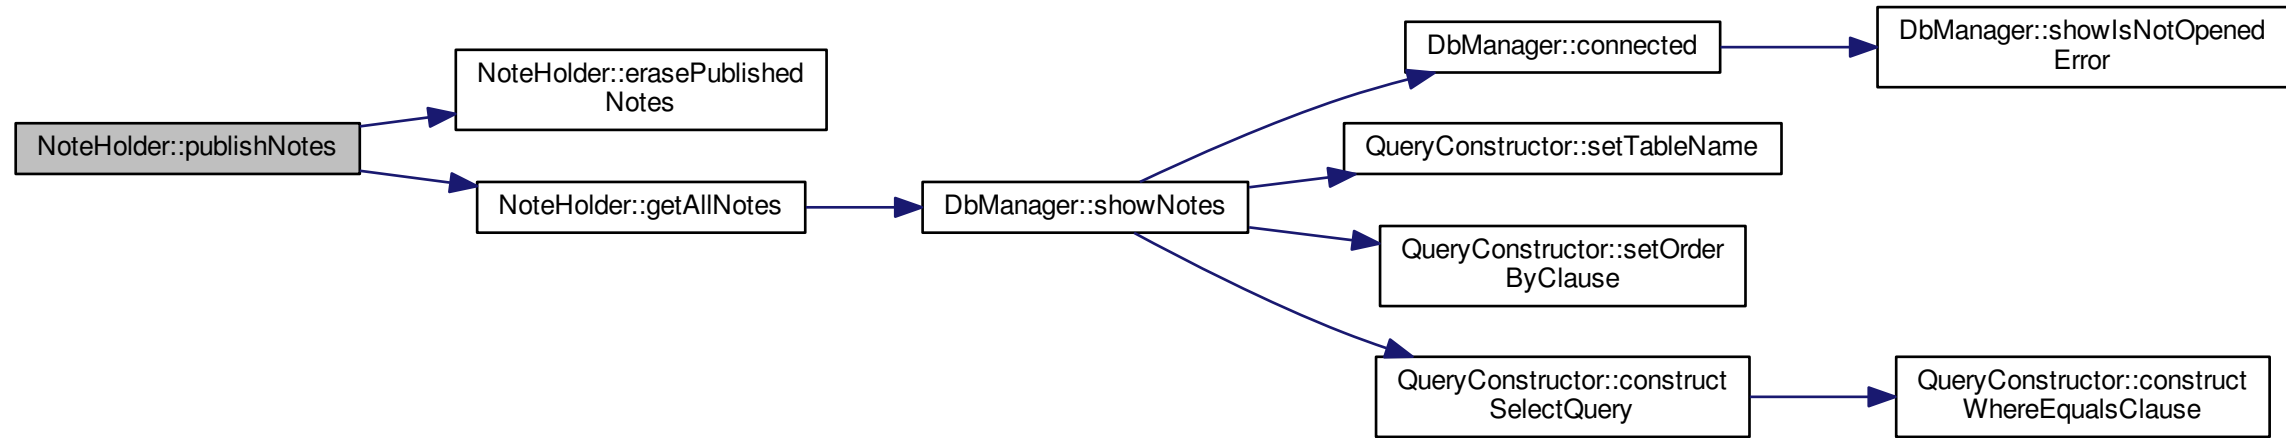 NoteHolder::publishNotes
NoteHolder::erasePublished
Notes
NoteHolder::getAllNotes
DbManager::showNotes
DbManager::connected
DbManager::showIsNotOpened
Error
QueryConstructor::setTableName
QueryConstructor::setOrder
ByClause
QueryConstructor::construct
SelectQuery
QueryConstructor::construct
WhereEqualsClause